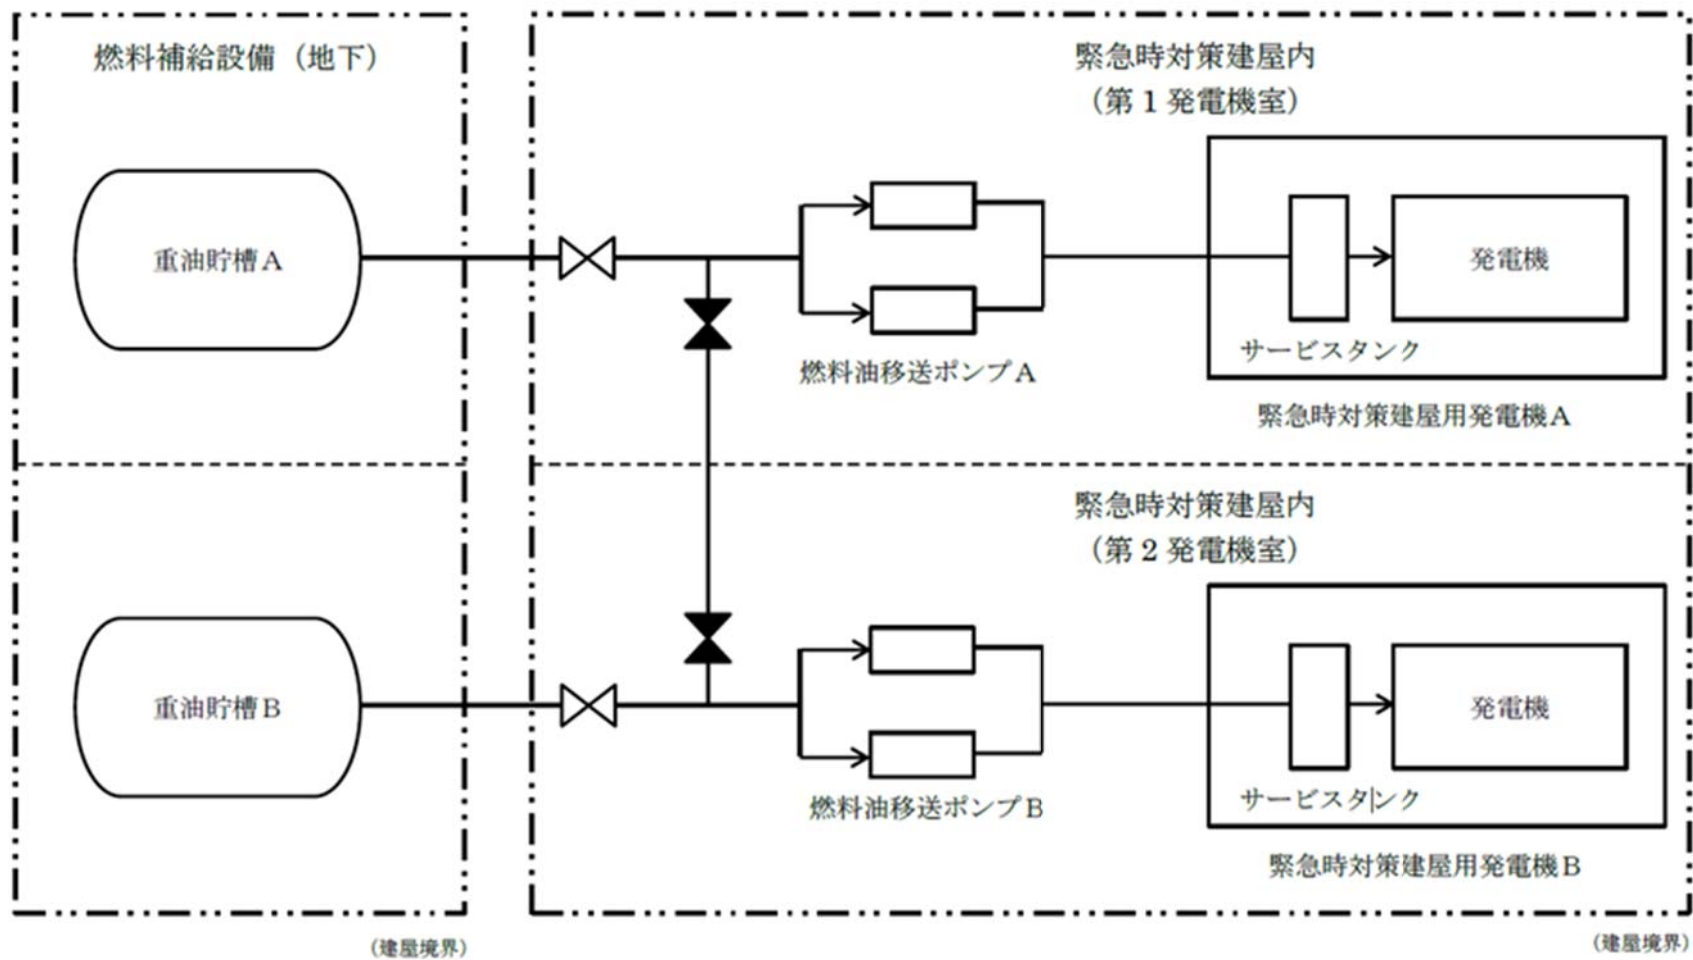 燃料補給設備（地下）
緊急時対策建屋内
（第１発電機室）
重油貯槽Ａ
発電機
サービスタンク
燃料油移送ポンプＡ
緊急時対策建屋用発電機Ａ
緊急時対策建屋内
（第２発電機室）
重油貯槽Ｂ
発電機
サービスタンク
燃料油移送ポンプＢ
緊急時対策建屋用発電機Ｂ
（建屋境界）
（建屋境界）